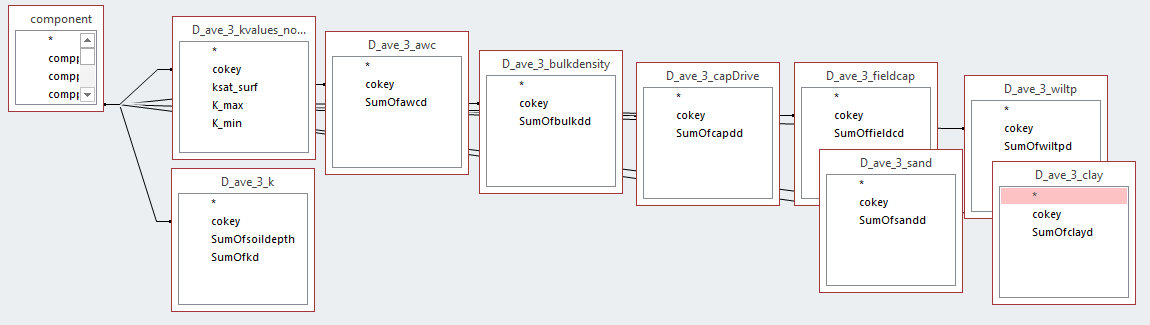 component
*
compp
compp
compp
D_ave_3_kvalues_no...
*
cokey
ksat_surf
K_max
K_min
D_ave_3_k
*
cokey
SumOfsoildepth
SumOfkd
D_ave_3_awc
*
cokey
SumOfawcd
D_ave_3_bulkdensity
*
cokey
SumOfbulkdd
D_ave_3_capDrive
*
cokey
SumOfcapdd
D_ave_3_fieldcap
*
cokey
SumOffieldcd
D_ave_3_sand
*
cokey
SumOfsandd
D_ave_3_wiltp
*
cokey
SumOfwiltpd
D_ave_3_clay
*
cokey
SumOfclayd